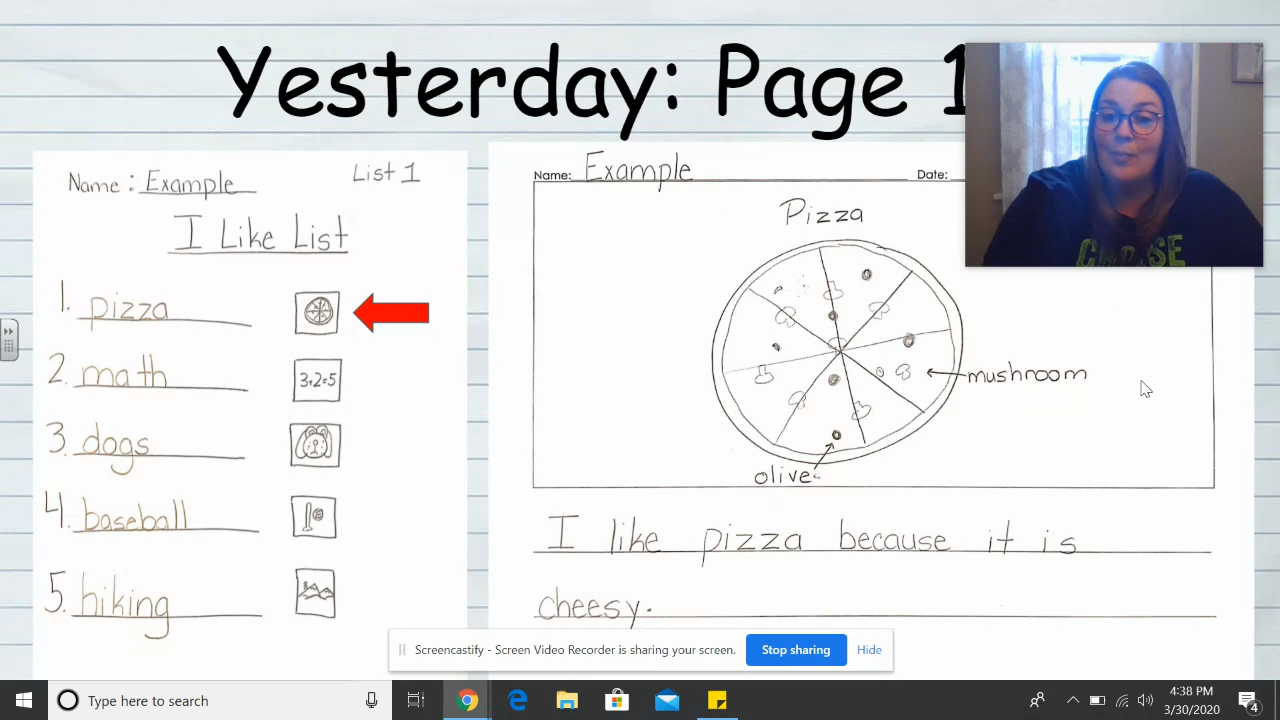 Yesterday: Page 1
Name: Example
List 1
I Like List
1. pizza
2. math
3+2=5
3. dogs
4. baseball
5. hiking
Name: Example Date:
Pizza
mushroom
olive
I like pizza because it is
cheesy.
CHOOSE
Screencastify - Screen Video Recorder is sharing your screen.
Stop sharing
Hide
Type here to search
4:38 PM
3/30/2020
4